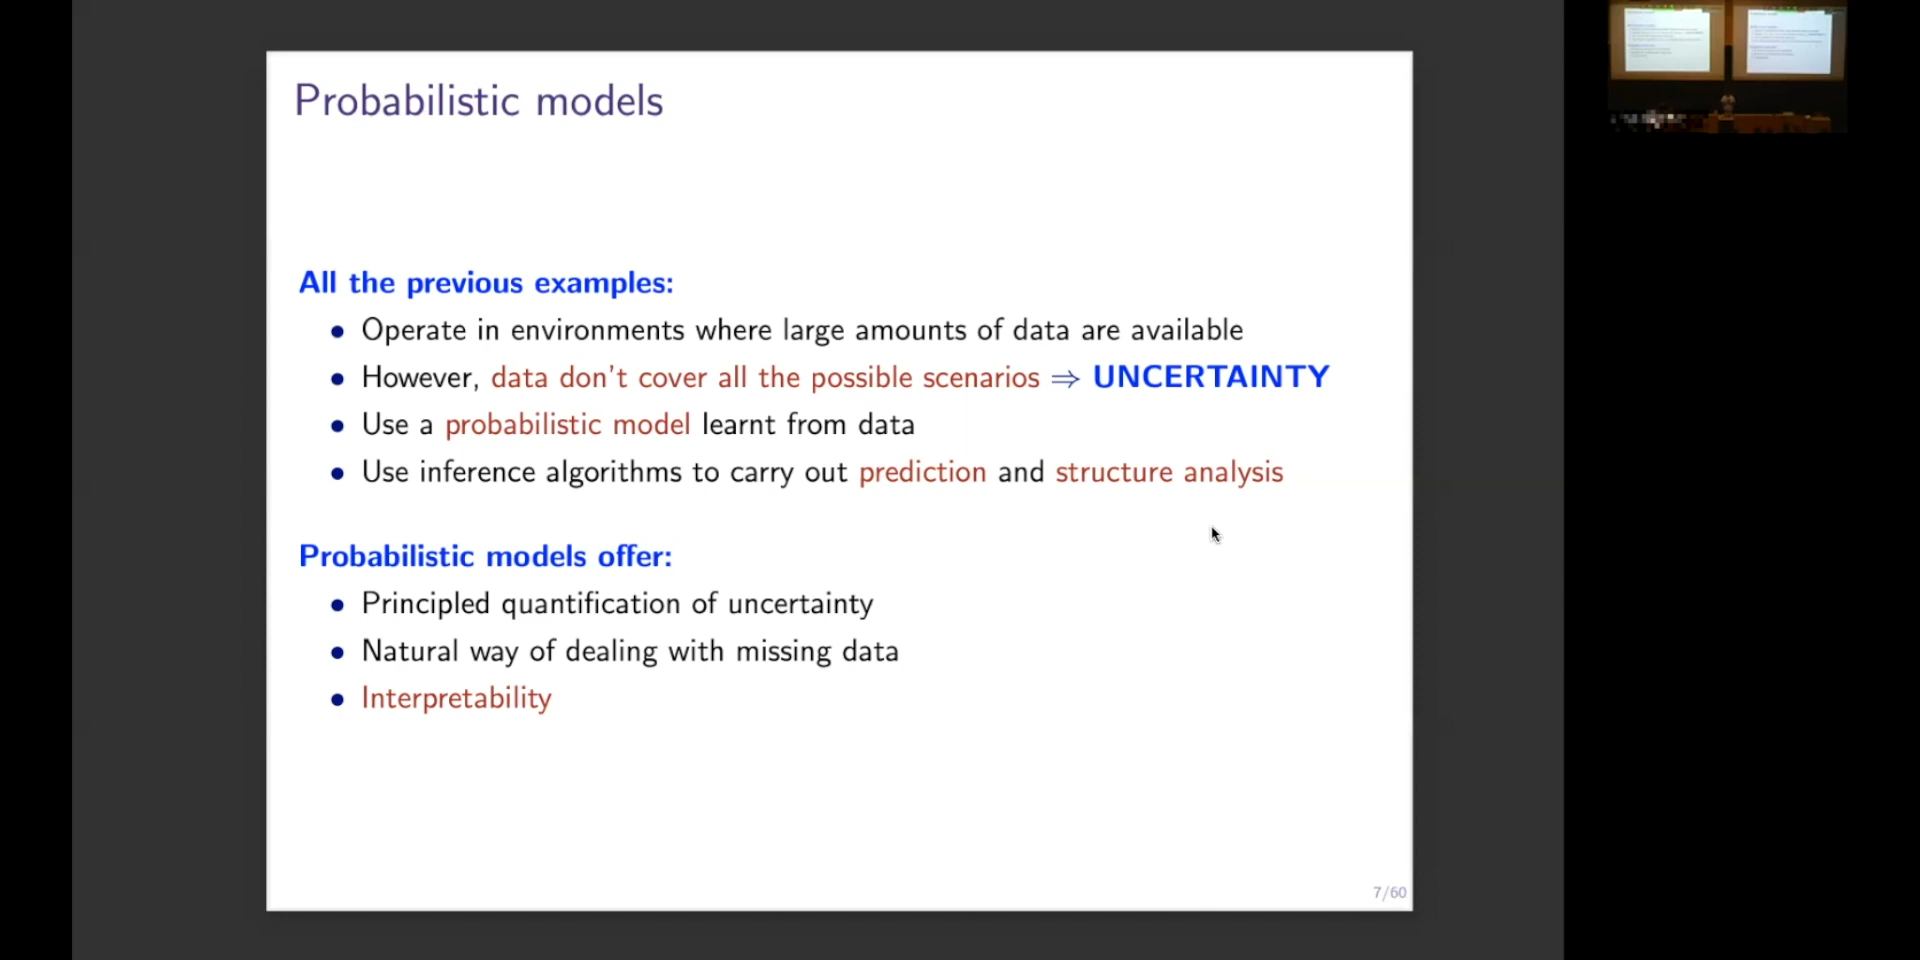 Probabilistic models
All the previous examples:
• Operate in environments where large amounts of data are available
• However, data don't cover all the possible scenarios ⇒ UNCERTAINTY
• Use a probabilistic model learnt from data
• Use inference algorithms to carry out prediction and structure analysis
Probabilistic models offer:
• Principled quantification of uncertainty
• Natural way of dealing with missing data
• Interpretability
7/60